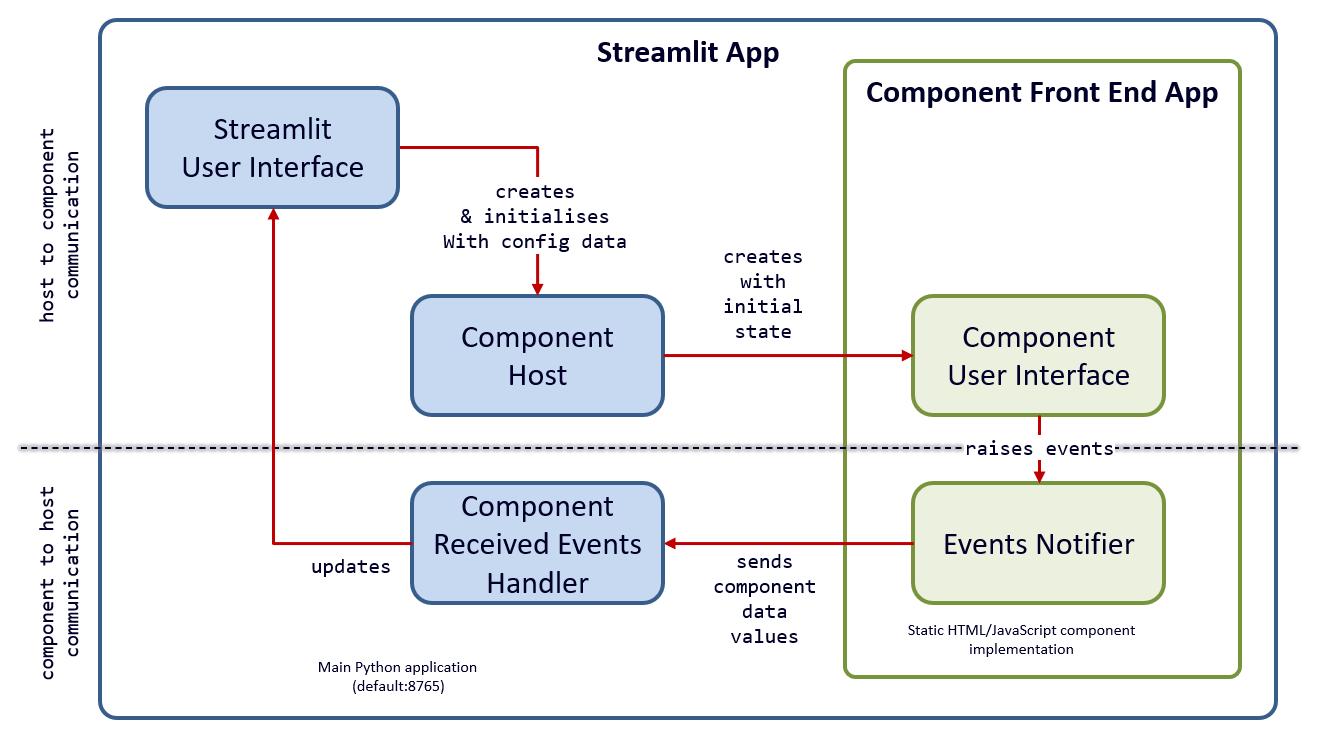 Streamlit App
Component Front End App
host to component
communication
Streamlit
User Interface
creates
& initialises
With config data
creates
with
initial
state
Component
Host
Component
User Interface
raises events
component to host
communication
Component
Received Events
Handler
Events Notifier
updates
sends
component
data
values
Static HTML/JavaScript component
implementation
Main Python application
(default:8765)